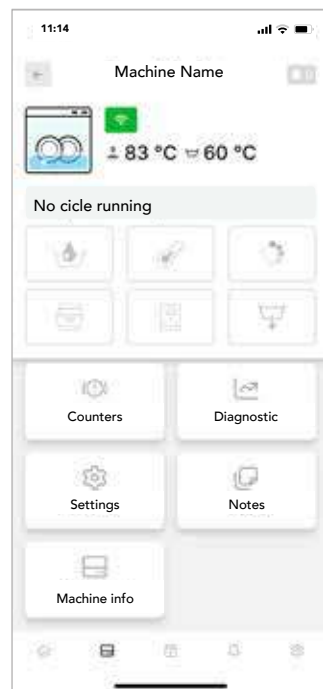 11:14
Machine Name
83 °C 60 °C
No cicle running
Counters
Diagnostic
Settings
Notes
Machine info